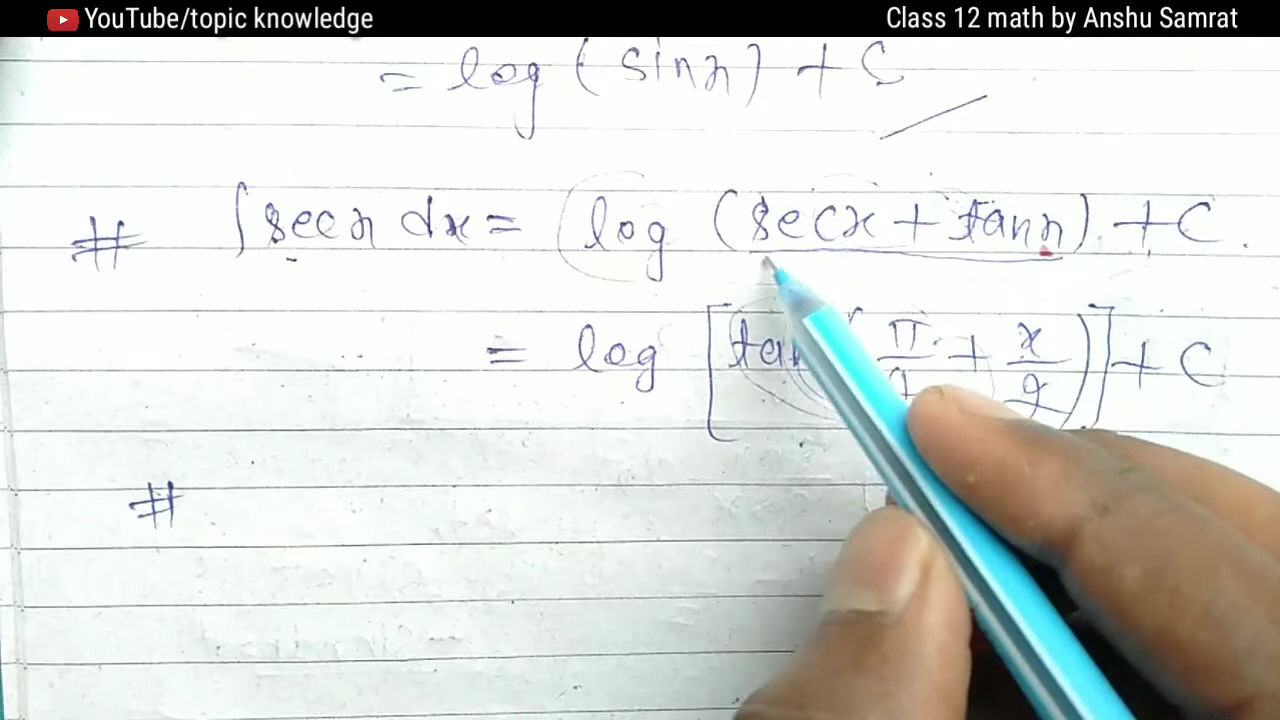 YouTube/topic knowledge
Class 12 math by Anshu Samrat
= log (sinx) + C
# ∫ secx dx = log (secx + tanx) + C.
= log [tan (π/4 + x/2)] + C
#